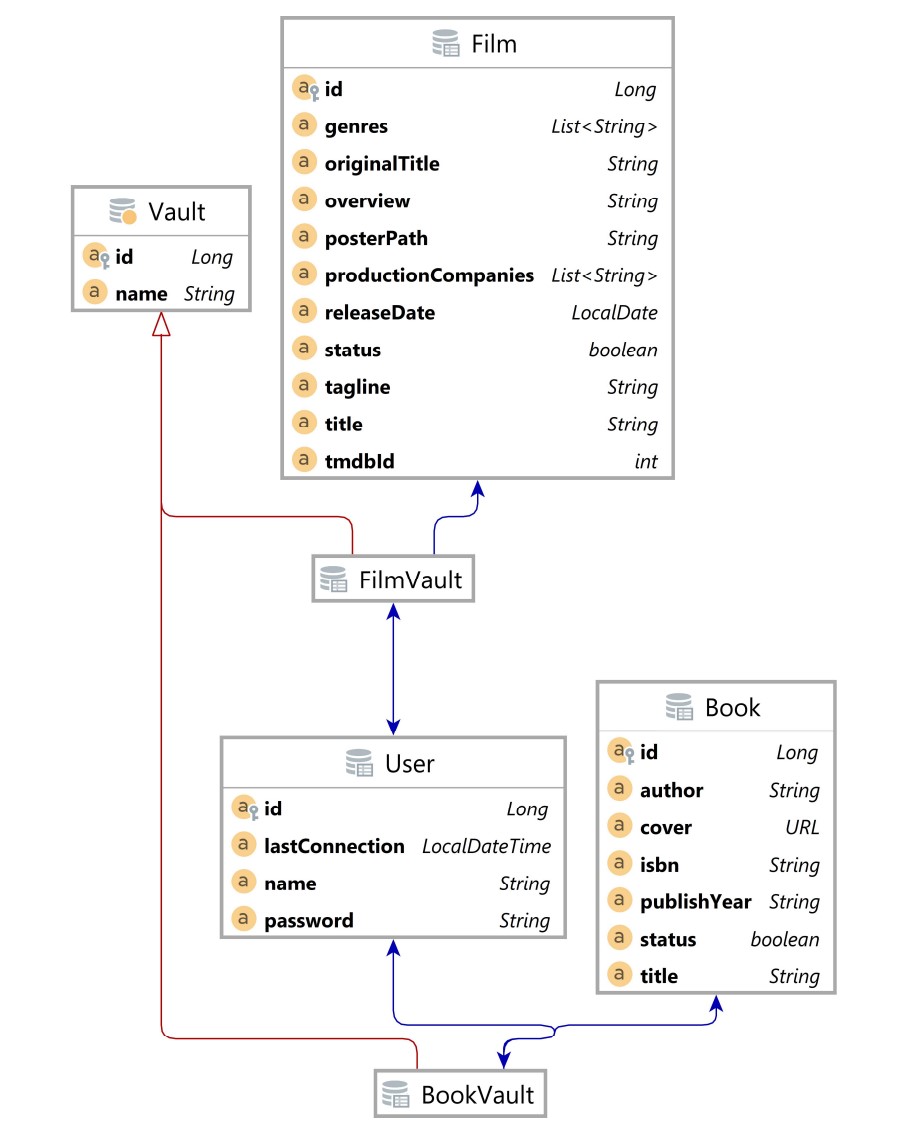 Film
id Long
genres List<String>
originalTitle String
overview String
posterPath String
productionCompanies List<String>
releaseDate LocalDate
status boolean
tagline String
title String
tmdbId int
Vault
id Long
name String
FilmVault
User
id Long
lastConnection LocalDateTime
name String
password String
Book
id Long
author String
cover URL
isbn String
publishYear String
status boolean
title String
BookVault